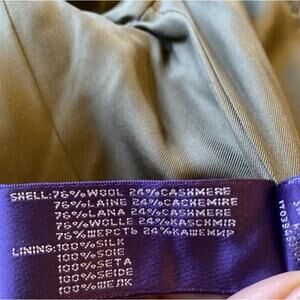 SHELL:76%WOOL 24%CASHMERE
76%LAINE 24%CACHEMIRE
76%LANA 24%CASHMERE
76%WOLLE 24%KASCHMIR
76%ШЕРСТЬ 24%КАШЕМИР
LINING:100%SILK
100%SOIE
100%SETA
100%SEIDE
100%ШЕЛК